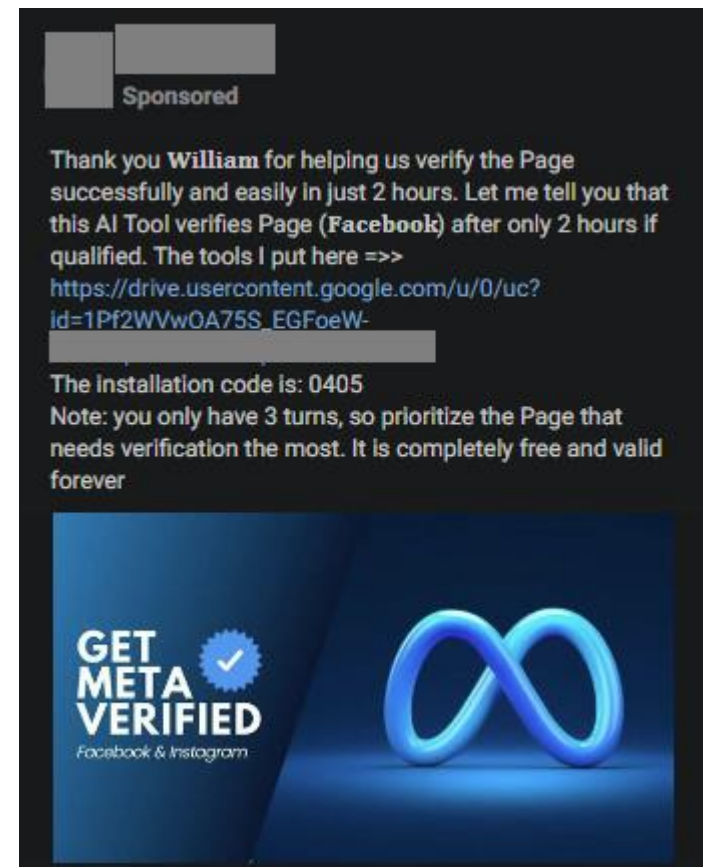 Sponsored
Thank you William for helping us verify the Page
successfully and easily in just 2 hours. Let me tell you that
this AI Tool verifies Page (Facebook) after only 2 hours if
qualified. The tools I put here =>>
https://drive.usercontent.google.com/u/0/uc?
id=1Pf2WVwOA75S_EGFoeW-
The installation code is: 0405
Note: you only have 3 turns, so prioritize the Page that
needs verification the most. It is completely free and valid
forever
GET
META
VERIFIED
Facebook & Instagram